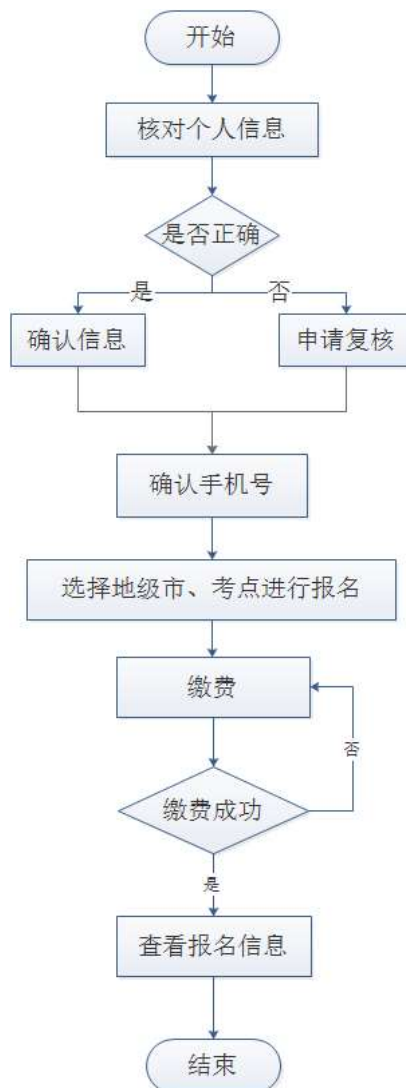 开始
核对个人信息
是否正确
是
否
确认信息
申请复核
确认手机号
选择地级市、考点进行报名
缴费
否
缴费成功
是
查看报名信息
结束